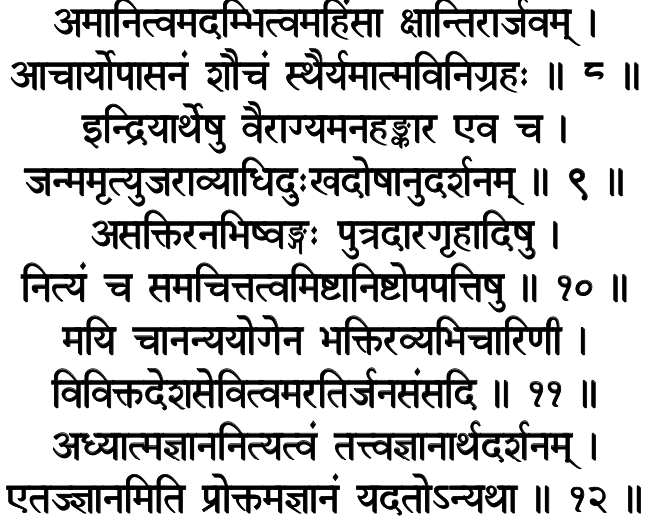 अमानित्वमदम्भित्वमहिंसा क्षान्तिरार्जवम् ।
आचार्योपासनं शौचं स्थैर्यमात्मविनिग्रहः ॥ ८ ॥
इन्द्रियार्थेषु वैराग्यमनहङ्कार एव च ।
जन्ममृत्युजराव्याधिदुःखदोषानुदर्शनम् ॥ ९ ॥
असक्तिरनभिष्वङ्गः पुत्रदारगृहादिषु ।
नित्यं च समचित्तत्वमिष्टानिष्टोपपत्तिषु ॥ १० ॥
मयि चानन्ययोगेन भक्तिरव्यभिचारिणी ।
विविक्तदेशसेवित्वमरतिर्जनसंसदि ॥ ११ ॥
अध्यात्मज्ञाननित्यत्वं तत्त्वज्ञानार्थदर्शनम् ।
एतज्ज्ञानमिति प्रोक्तमज्ञानं यदतोऽन्यथा ॥ १२ ॥